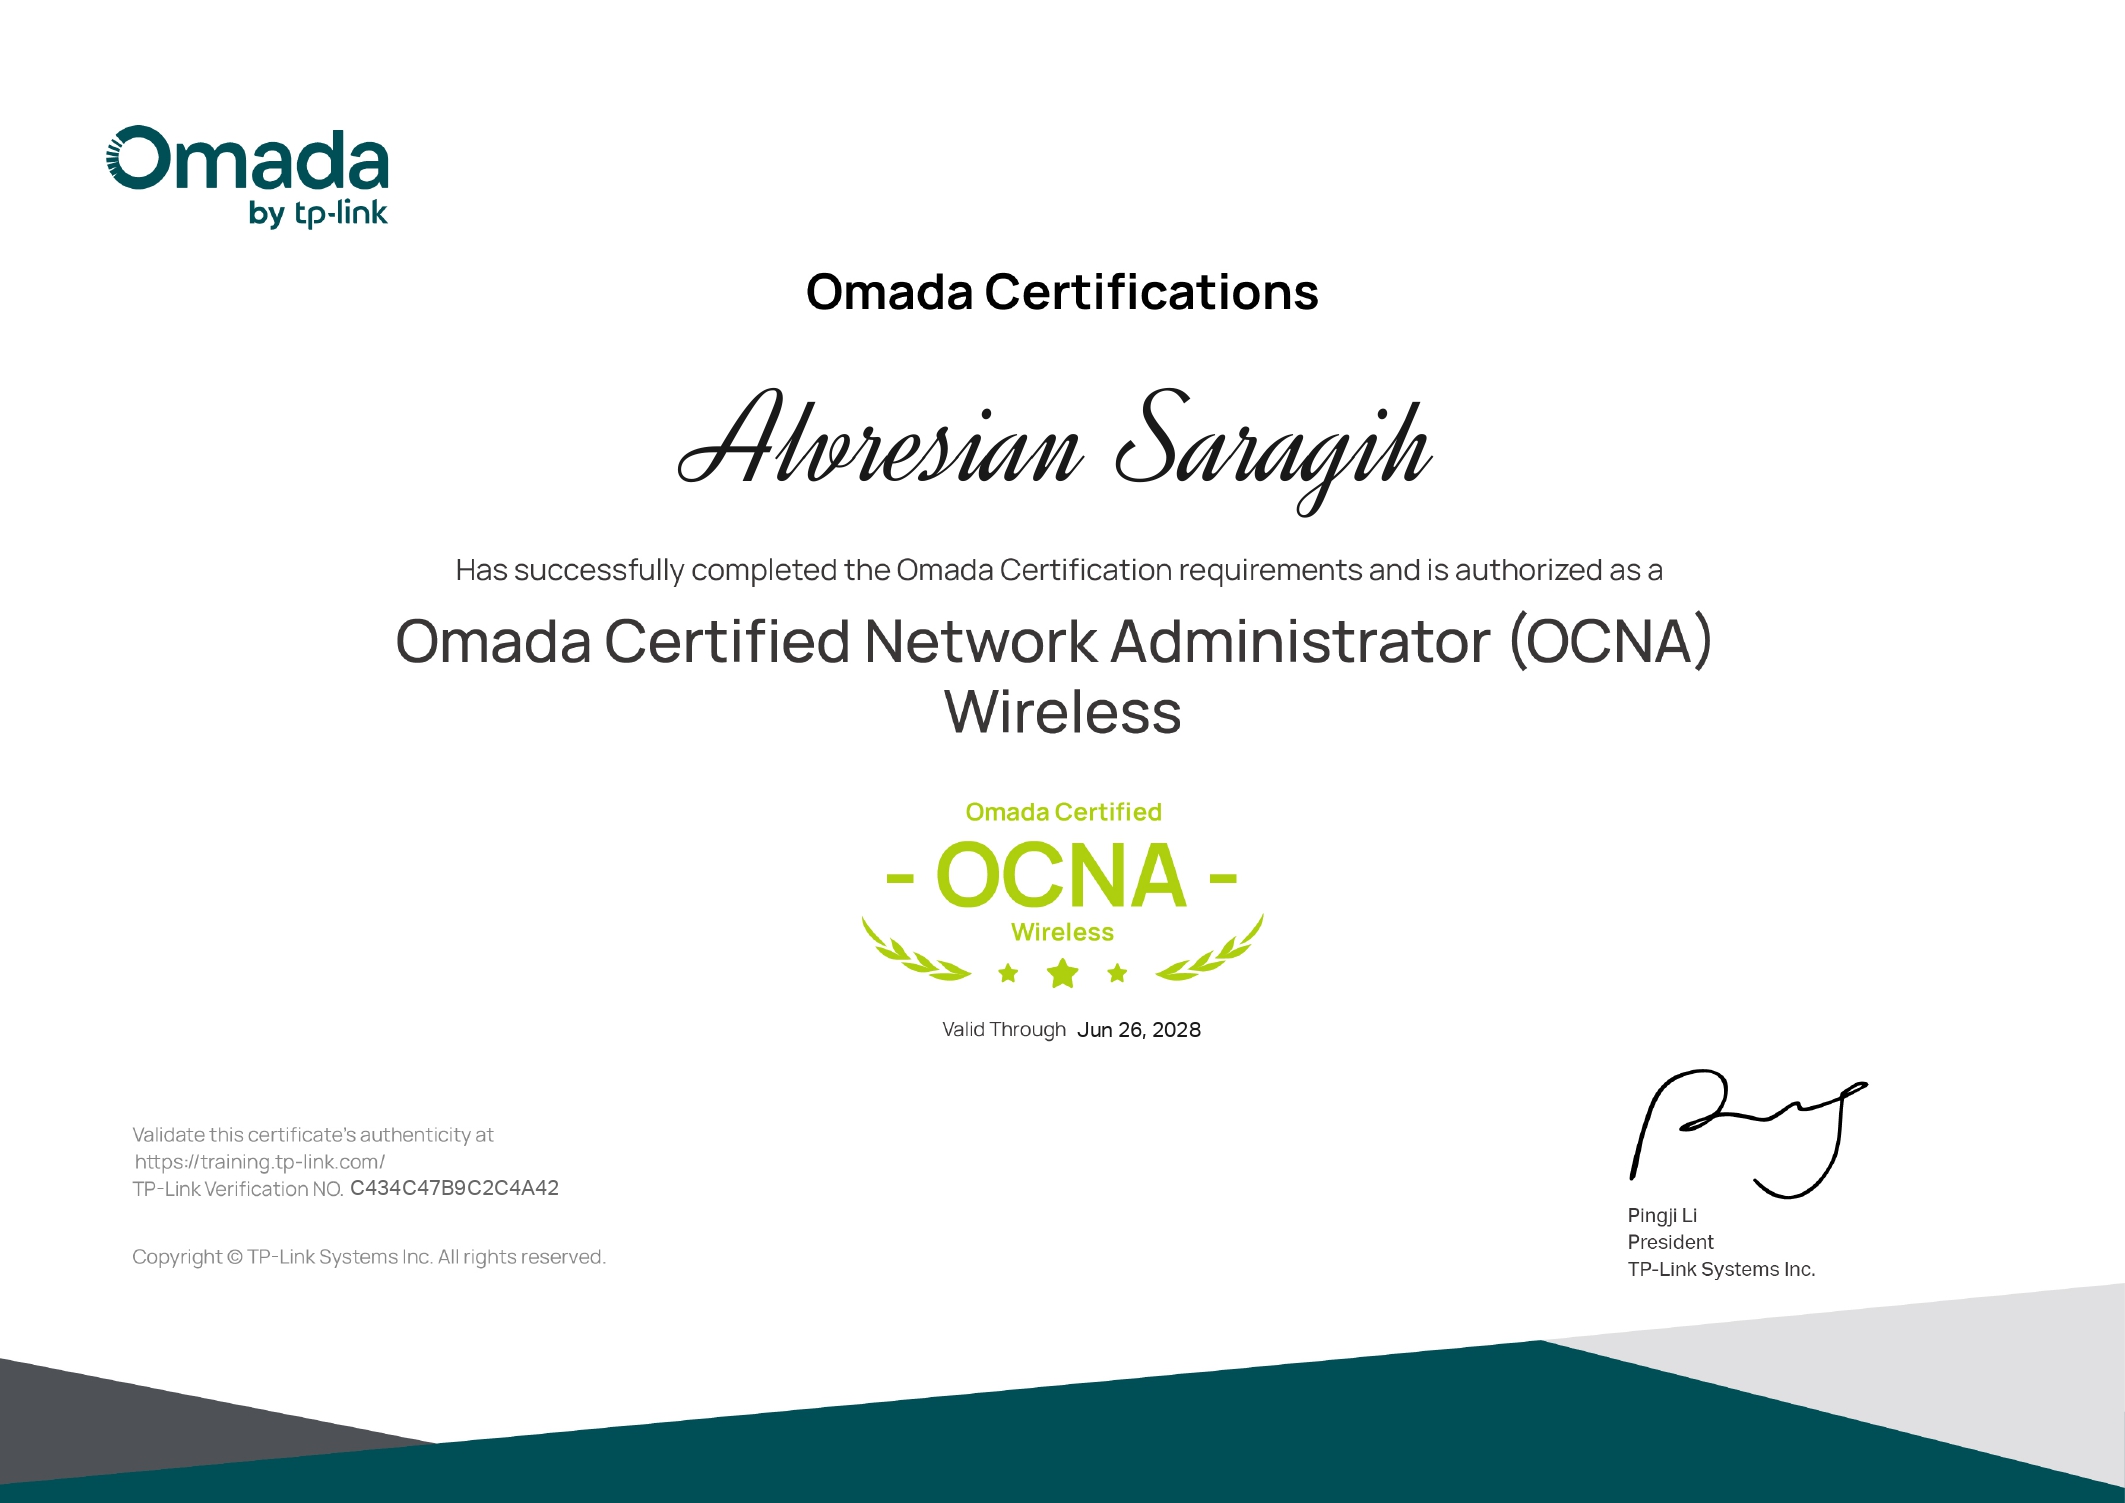 Omada
by tp-link
Omada Certifications
Alvresian Saragih
Has successfully completed the Omada Certification requirements and is authorized as a
Omada Certified Network Administrator (OCNA)
Wireless
Omada Certified
- OCNA -
Wireless
Valid Through Jun 26, 2028
Validate this certificate's authenticity at
https://training.tp-link.com/
TP-Link Verification NO. C434C47B9C2C4A42
Copyright © TP-Link Systems Inc. All rights reserved.
Pingji Li
President
TP-Link Systems Inc.